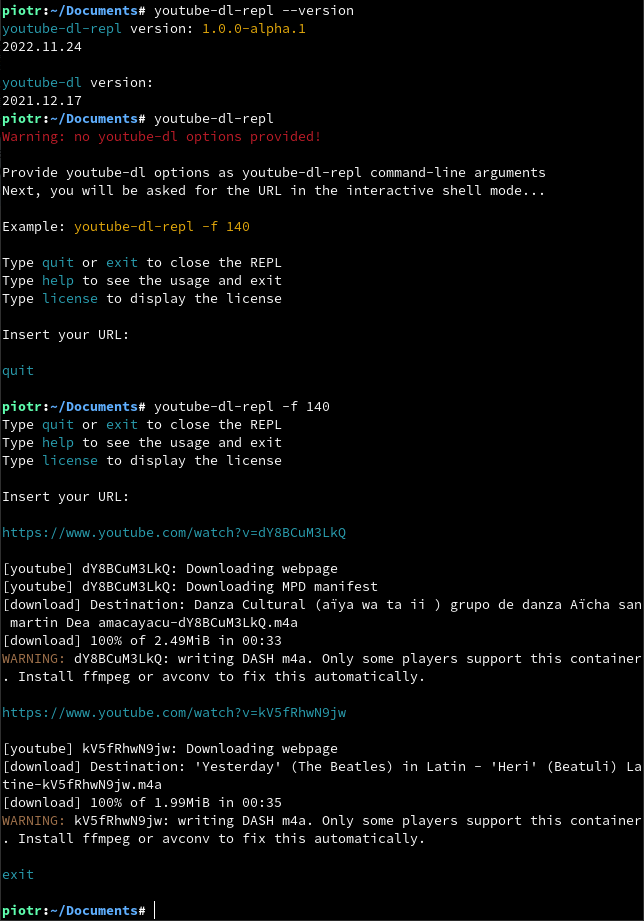 piotr:~/Documents# youtube-dl-repl --version
youtube-dl-repl version: 1.0.0-alpha.1
2022.11.24
youtube-dl version:
2021.12.17
piotr:~/Documents# youtube-dl-repl
Warning: no youtube-dl options provided!
Provide youtube-dl options as youtube-dl-repl command-line arguments
Next, you will be asked for the URL in the interactive shell mode...
Example: youtube-dl-repl -f 140
Type quit or exit to close the REPL
Type help to see the usage and exit
Type license to display the license
Insert your URL:
quit
piotr:~/Documents# youtube-dl-repl -f 140
Type quit or exit to close the REPL
Type help to see the usage and exit
Type license to display the license
Insert your URL:
https://www.youtube.com/watch?v=dY8BCuM3LkQ
[youtube] dY8BCuM3LkQ: Downloading webpage
[youtube] dY8BCuM3LkQ: Downloading MPD manifest
[download] Destination: Danza Cultural (aïya wa ta ii ) grupo de danza Aïcha san
 martin Dea amacayacu-dY8BCuM3LkQ.m4a
[download] 100% of 2.49MiB in 00:33
WARNING: dY8BCuM3LkQ: writing DASH m4a. Only some players support this container
. Install ffmpeg or avconv to fix this automatically.
https://www.youtube.com/watch?v=kV5fRhwN9jw
[youtube] kV5fRhwN9jw: Downloading webpage
[download] Destination: 'Yesterday' (The Beatles) in Latin - 'Heri' (Beatuli) La
tine-kV5fRhwN9jw.m4a
[download] 100% of 1.99MiB in 00:35
WARNING: kV5fRhwN9jw: writing DASH m4a. Only some players support this container
. Install ffmpeg or avconv to fix this automatically.
exit
piotr:~/Documents#